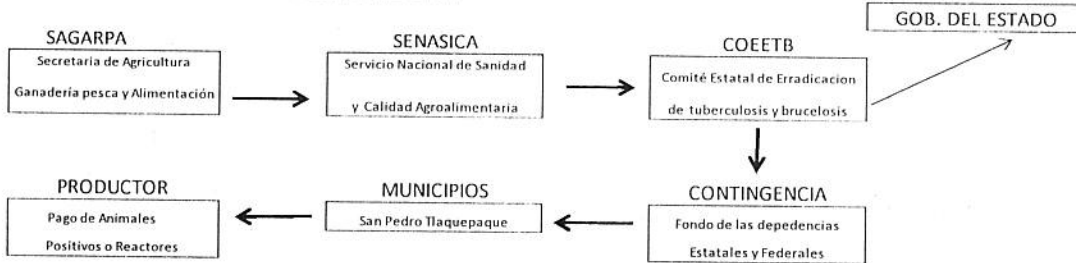 GOB. DEL ESTADO
SAGARPA
Secretaria de Agricultura
Ganadería pesca y Alimentación
SENASICA
Servicio Nacional de Sanidad
y Calidad Agroalimentaria
COEETB
Comité Estatal de Erradicacion
de tuberculosis y brucelosis
PRODUCTOR
Pago de Animales
Positivos o Reactores
MUNICIPIOS
San Pedro Tlaquepaque
CONTINGENCIA
Fondo de las depedencias
Estatales y Federales